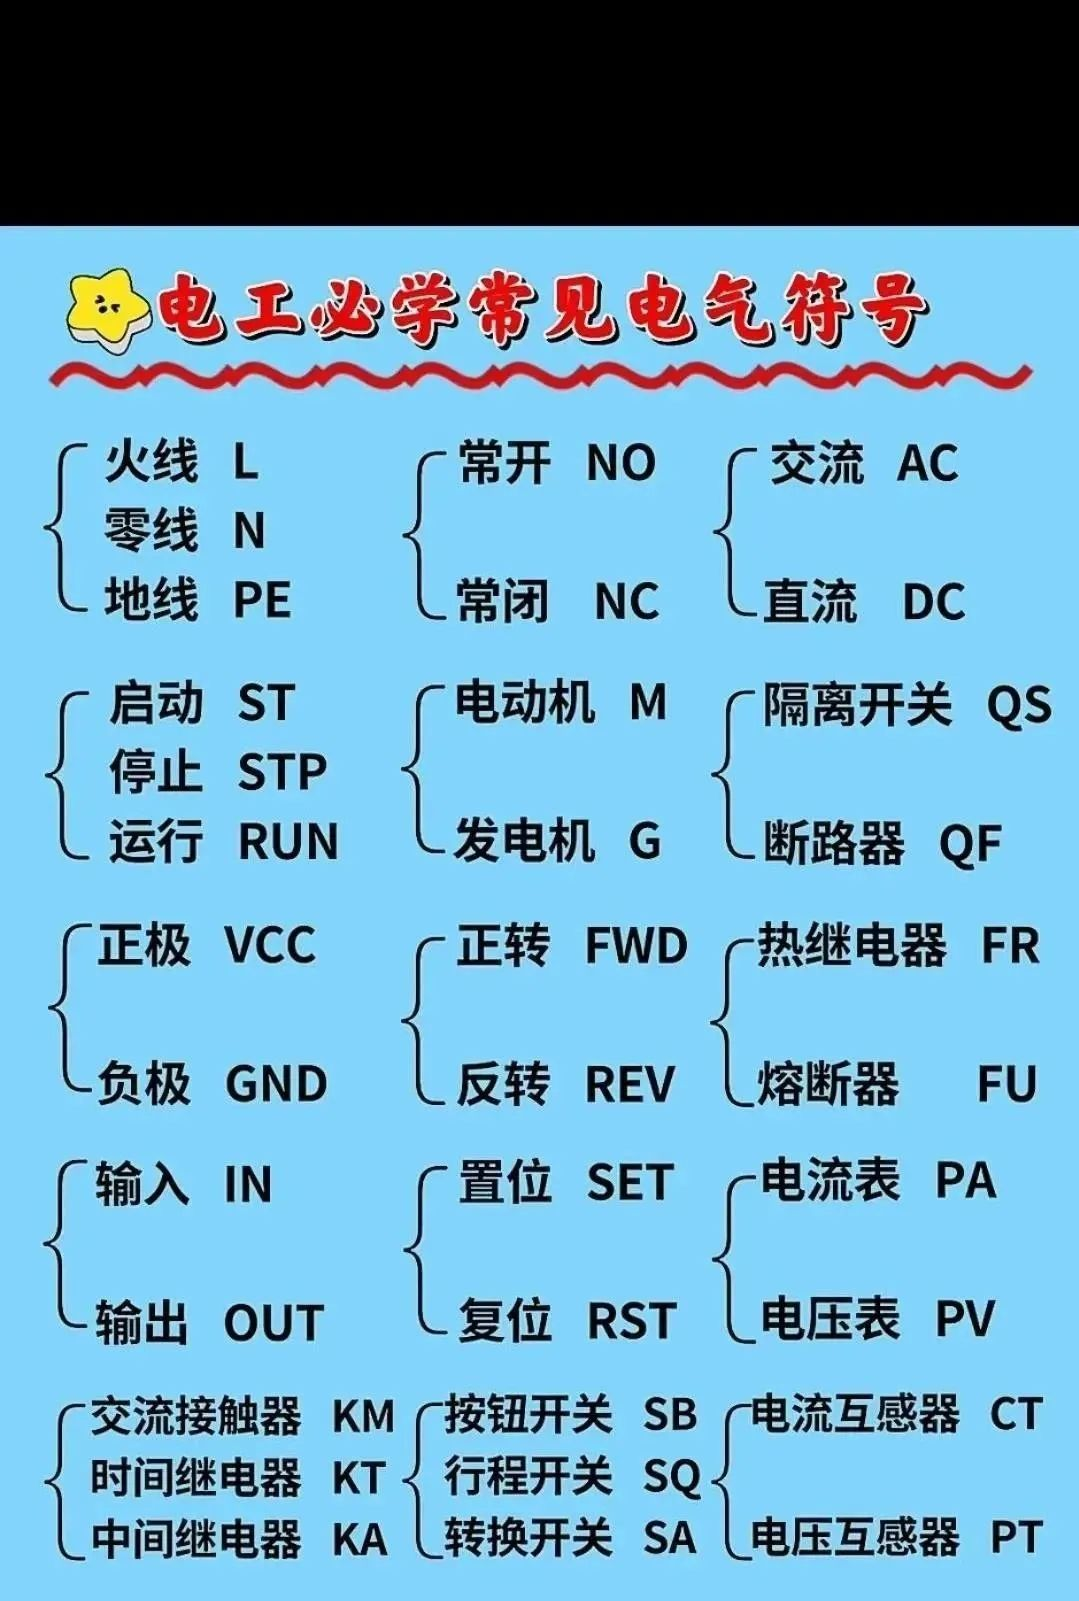 电工必学常见电气符号
火线 L
零线 N
地线 PE
常开 NO
常闭 NC
交流 AC
直流 DC
启动 ST
停止 STP
运行 RUN
电动机 M
发电机 G
隔离开关 QS
断路器 QF
正极 VCC
负极 GND
正转 FWD
反转 REV
热继电器 FR
熔断器 FU
输入 IN
输出 OUT
置位 SET
复位 RST
电流表 PA
电压表 PV
交流接触器 KM
时间继电器 KT
中间继电器 KA
按钮开关 SB
行程开关 SQ
转换开关 SA
电流互感器 CT
电压互感器 PT